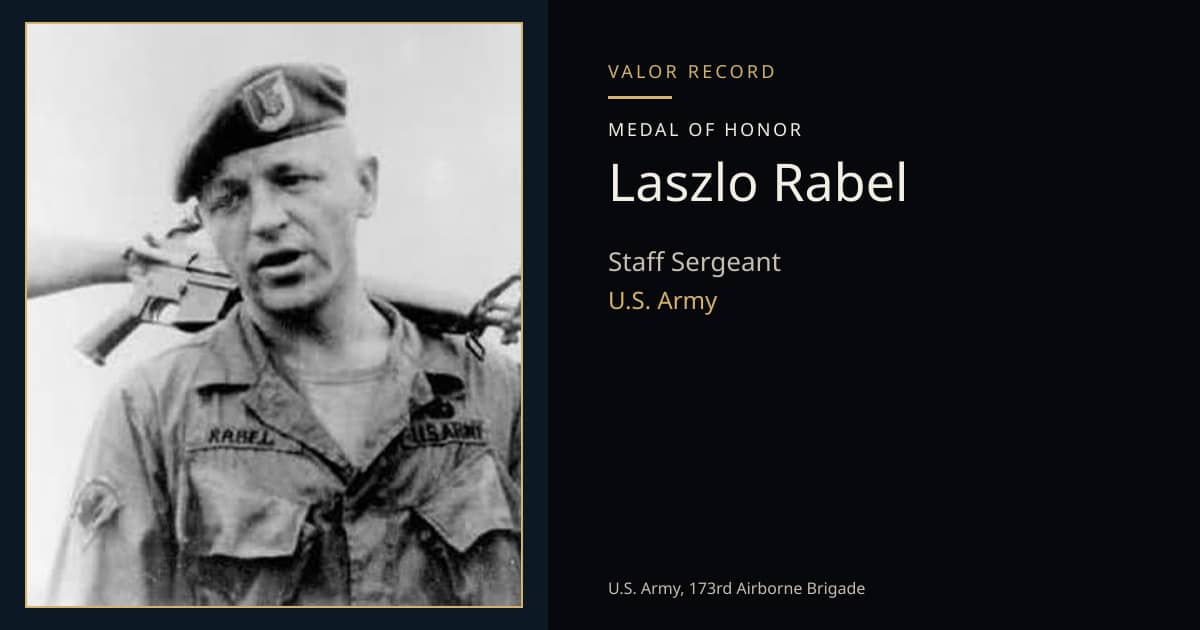 VALOR RECORD
MEDAL OF HONOR
Laszlo Rabel
Staff Sergeant
U.S. Army
RABEL
U.S. ARMY
U.S. Army, 173rd Airborne Brigade